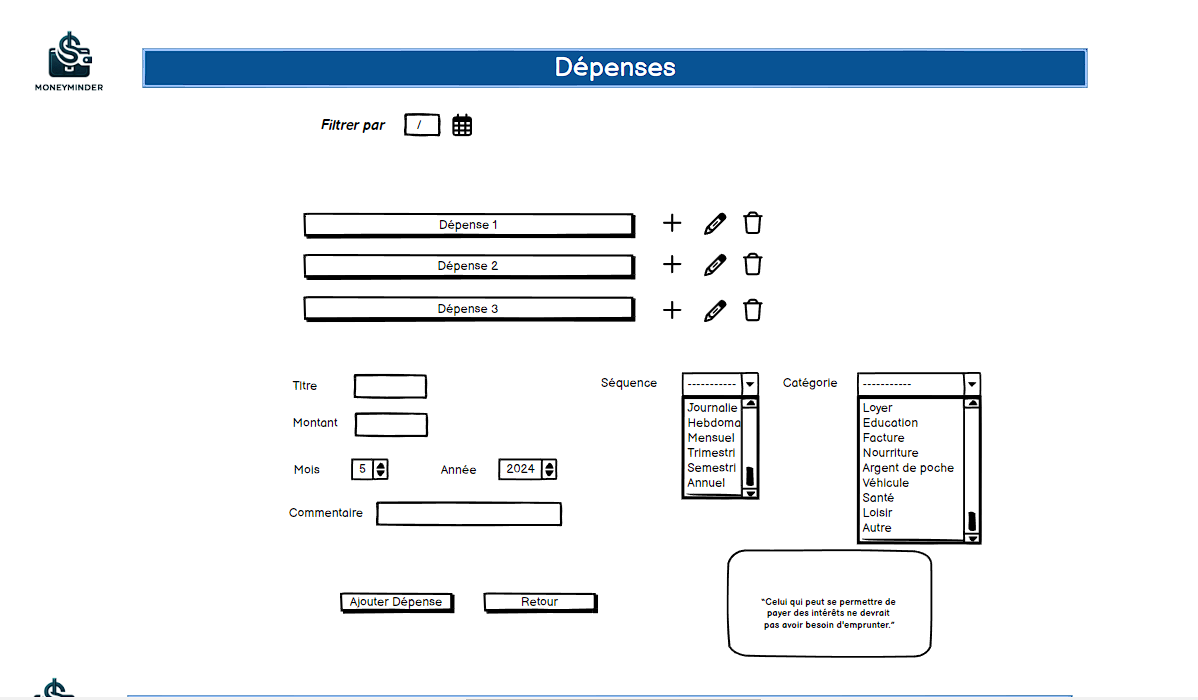 MONEYMINDER
Dépenses
Filtrer par /
Dépense 1
Dépense 2
Dépense 3
Titre
Montant
Mois 5 Année 2024
Commentaire
Séquence -----------
Journalie
Hebdoma
Mensuel
Trimestri
Semestri
Annuel
Catégorie -----------
Loyer
Education
Facture
Nourriture
Argent de poche
Véhicule
Santé
Loisir
Autre
Ajouter Dépense Retour
"Celui qui peut se permettre de
payer des intérêts ne devrait
pas avoir besoin d'emprunter."